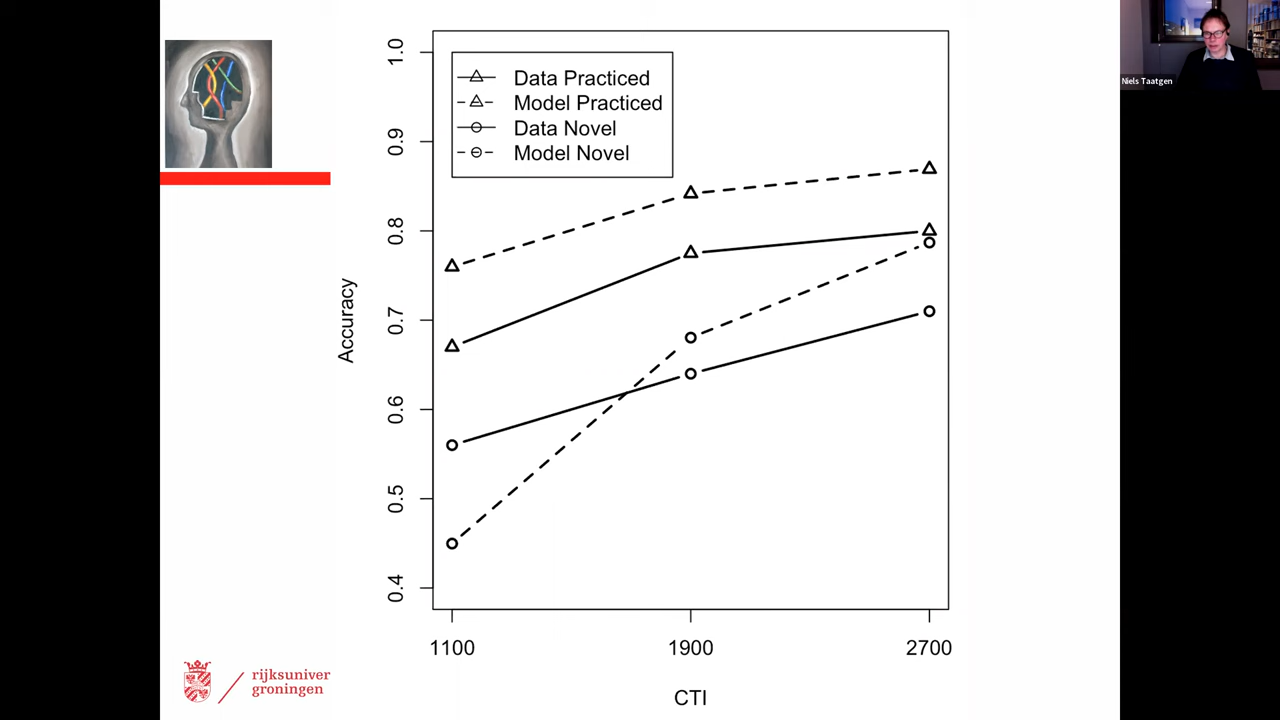 Data Practiced
Model Practiced
Data Novel
Model Novel
Niels Taatgen
1.0
0.9
0.8
0.7
0.6
0.5
0.4
Accuracy
1100 1900 2700
CTI
rijksuniver
groningen